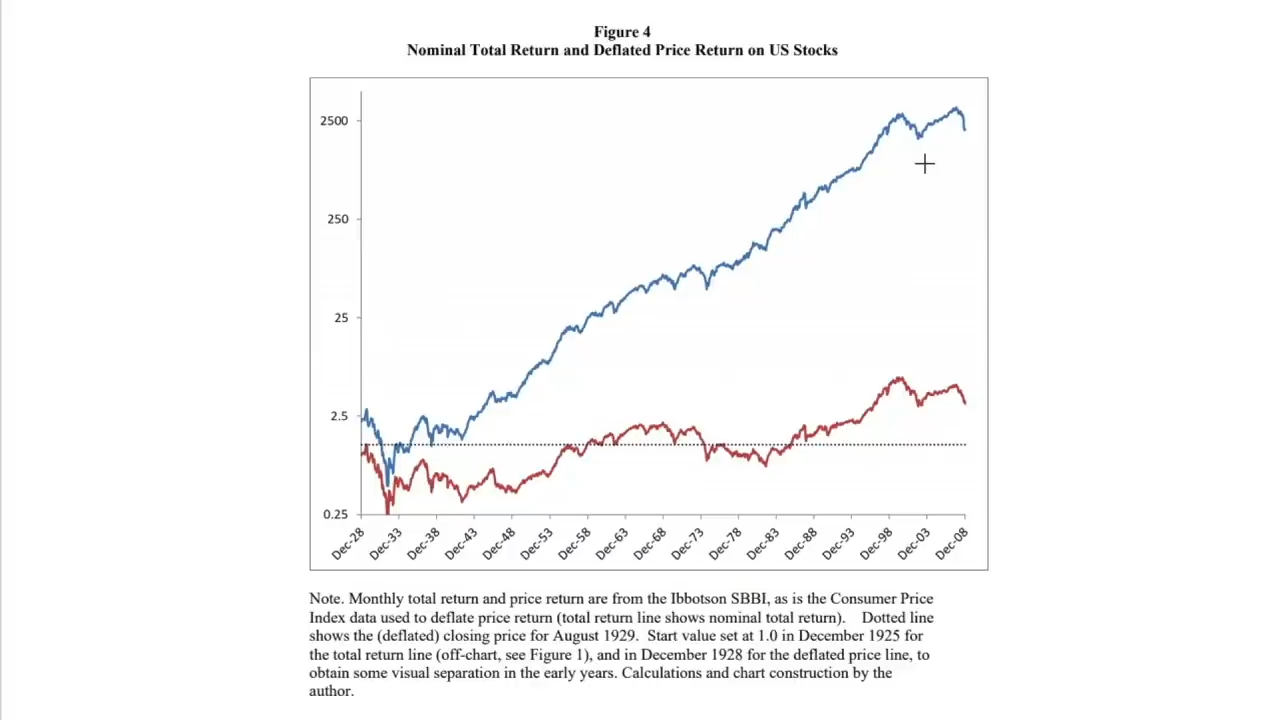 Figure 4
Nominal Total Return and Deflated Price Return on US Stocks
2500
250
25
2.5
0.25
Dec-28 Dec-33 Dec-38 Dec-43 Dec-48 Dec-53 Dec-58 Dec-63 Dec-68 Dec-73 Dec-78 Dec-83 Dec-88 Dec-93 Dec-98 Dec-03 Dec-08
Note. Monthly total return and price return are from the Ibbotson SBBI, as is the Consumer Price
Index data used to deflate price return (total return line shows nominal total return). Dotted line
shows the (deflated) closing price for August 1929. Start value set at 1.0 in December 1925 for
the total return line (off-chart, see Figure 1), and in December 1928 for the deflated price line, to
obtain some visual separation in the early years. Calculations and chart construction by the
author.